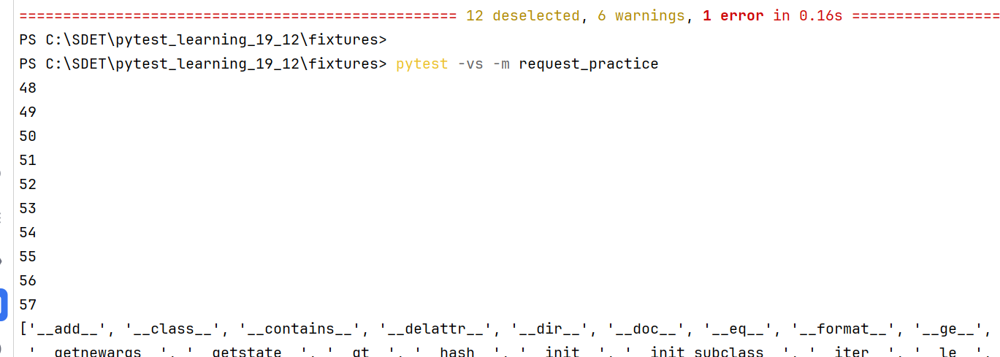 ================================================== 12 deselected, 6 warnings, 1 error in 0.16s =================
PS C:\SDET\pytest_learning_19_12\fixtures>
PS C:\SDET\pytest_learning_19_12\fixtures> pytest -vs -m request_practice
48
49
50
51
52
53
54
55
56
57
['__add__', '__class__', '__contains__', '__delattr__', '__dir__', '__doc__', '__eq__', '__format__', '__ge__',
'__getnewargs__', '__getstate__', '__gt__', '__hash__', '__init__', '__init_subclass__', '__iter__', '__le__',